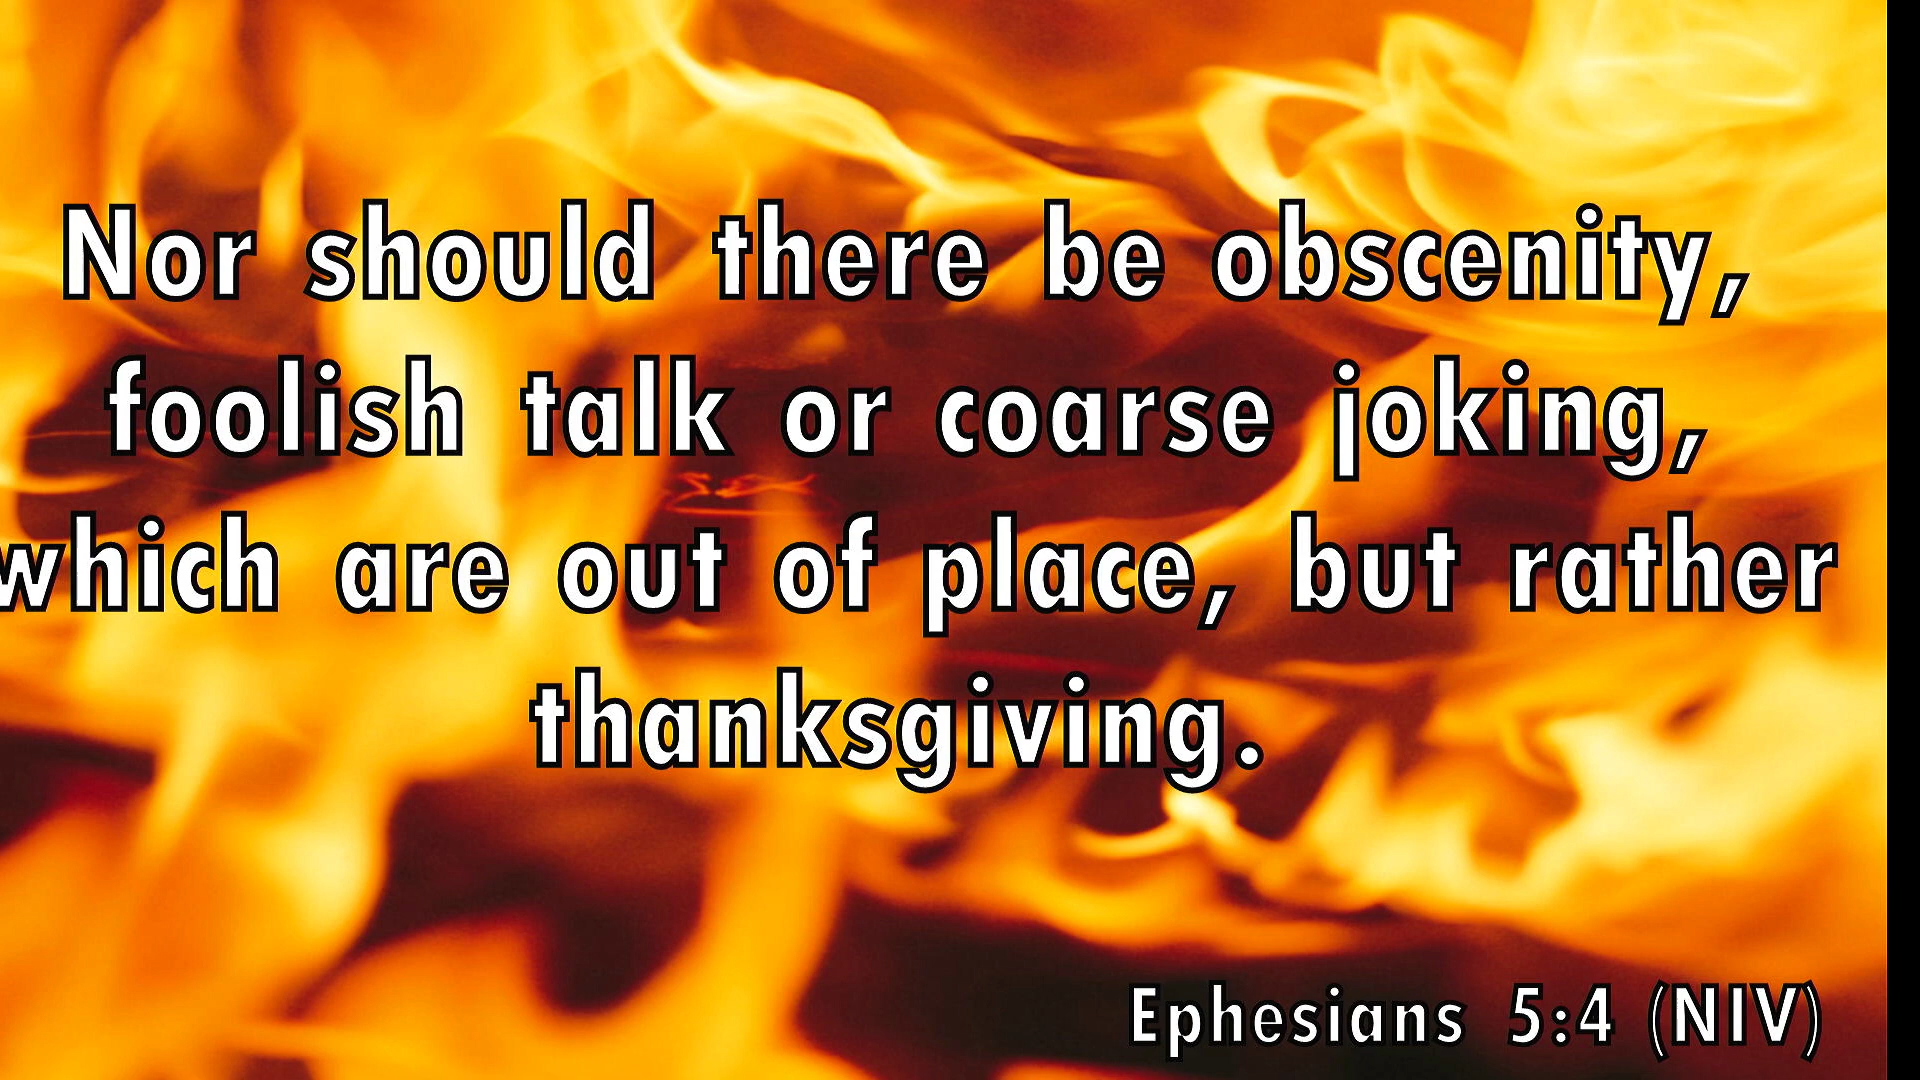 Nor should there be obscenity,
foolish talk or coarse joking,
which are out of place, but rather
thanksgiving.
Ephesians 5:4 (NIV)